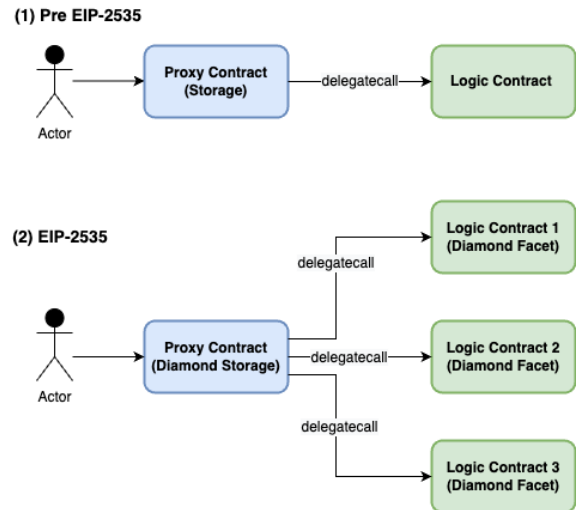 (1) Pre EIP-2535
Proxy Contract
(Storage)
delegatecall
Logic Contract
Actor
(2) EIP-2535
Logic Contract 1
(Diamond Facet)
delegatecall
Proxy Contract
(Diamond Storage)
delegatecall
Logic Contract 2
(Diamond Facet)
Actor
delegatecall
Logic Contract 3
(Diamond Facet)